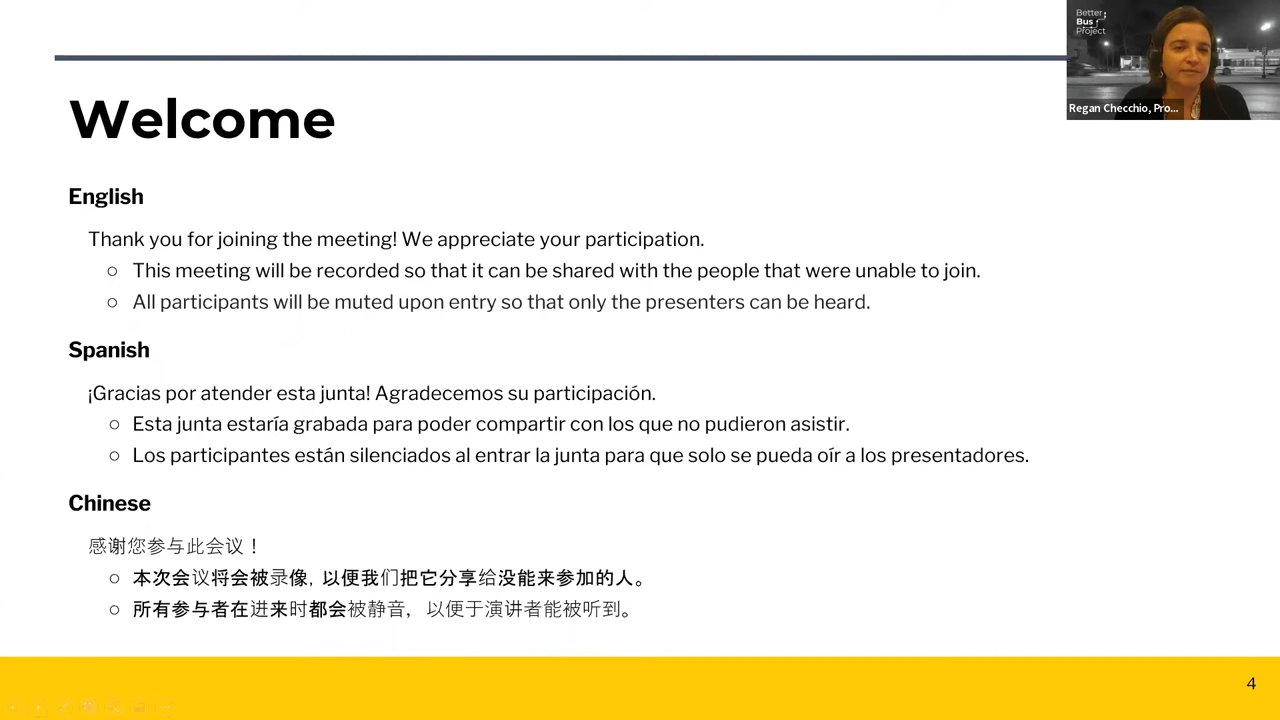 Better
Bus
Project
Regan Checchio, Pro...
Welcome
English
Thank you for joining the meeting! We appreciate your participation.
○ This meeting will be recorded so that it can be shared with the people that were unable to join.
○ All participants will be muted upon entry so that only the presenters can be heard.
Spanish
¡Gracias por atender esta junta! Agradecemos su participación.
○ Esta junta estaría grabada para poder compartir con los que no pudieron asistir.
○ Los participantes están silenciados al entrar la junta para que solo se pueda oír a los presentadores.
Chinese
感谢您参与此会议！
○ 本次会议将会被录像, 以便我们把它分享给没能来参加的人。
○ 所有参与者在进来时都会被静音，以便于演讲者能被听到。
4